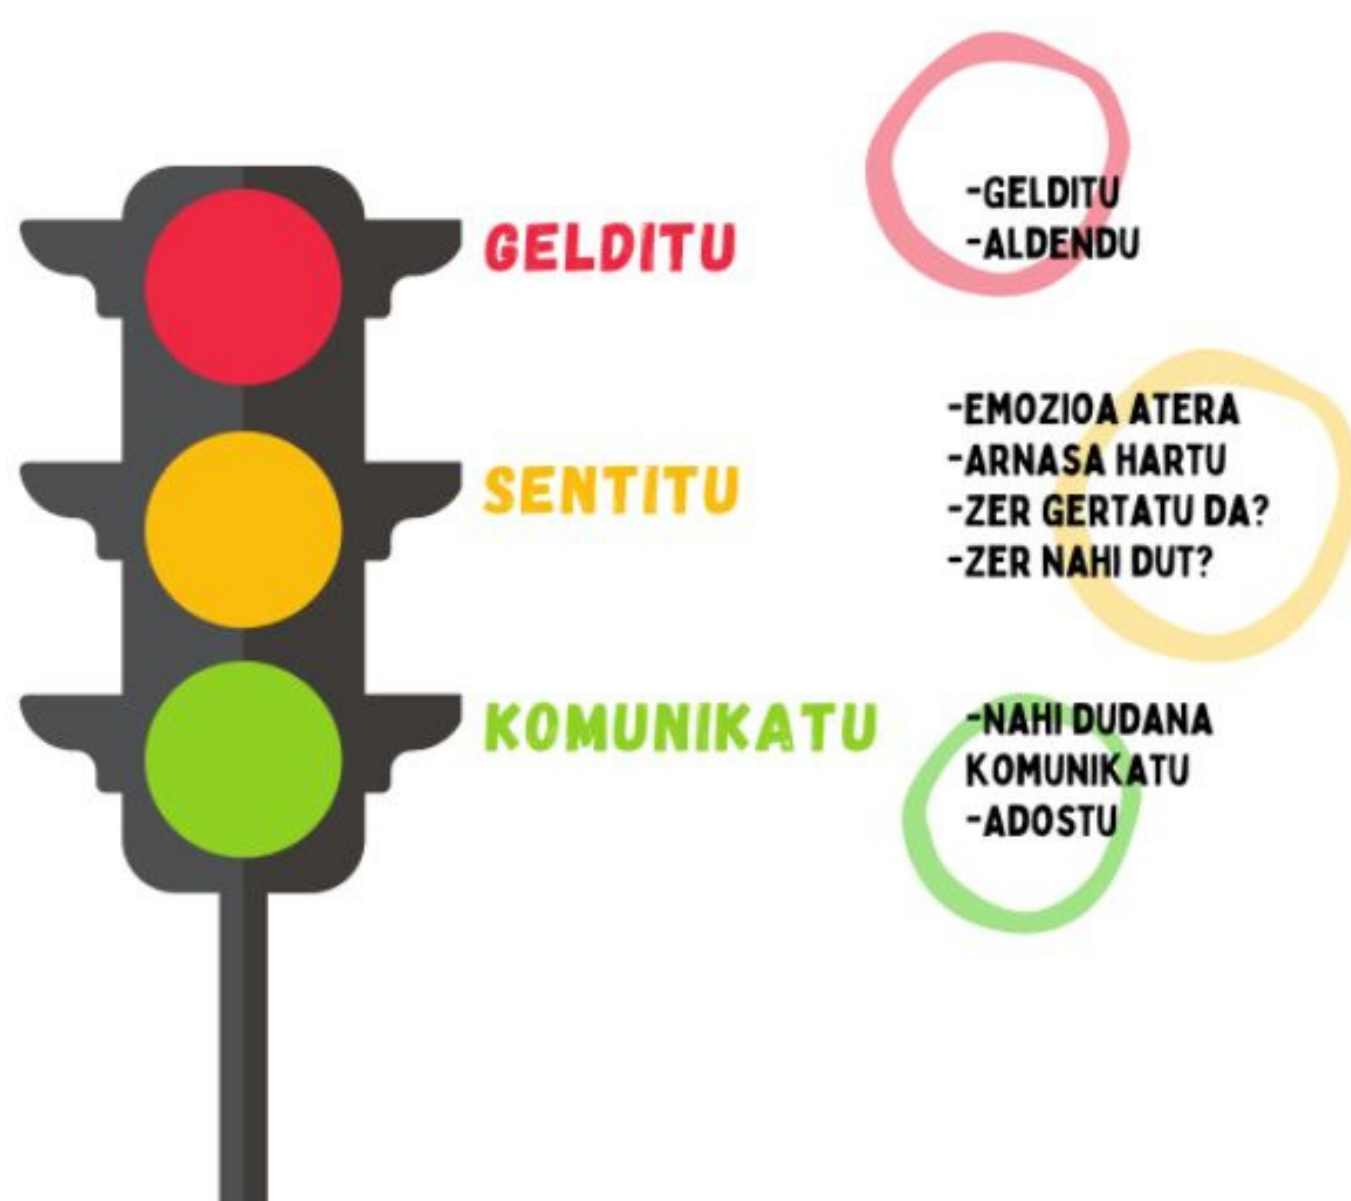 GELDITU
-GELDITU
-ALDENDU
SENTITU
-EMOZIOA ATERA
-ARNASA HARTU
-ZER GERTATU DA?
-ZER NAHI DUT?
KOMUNIKATU
-NAHI DUDANA
KOMUNIKATU
-ADOSTU